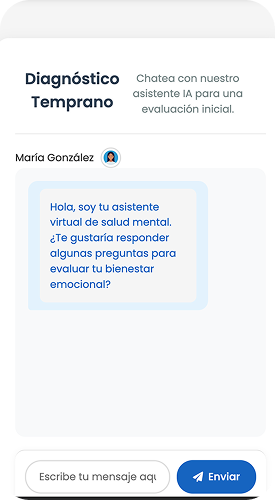 Diagnóstico
Temprano
Chatea con nuestro
asistente IA para una
evaluación inicial.
María González
Hola, soy tu asistente
virtual de salud mental.
¿Te gustaría responder
algunas preguntas para
evaluar tu bienestar
emocional?
Escribe tu mensaje aqu
Enviar